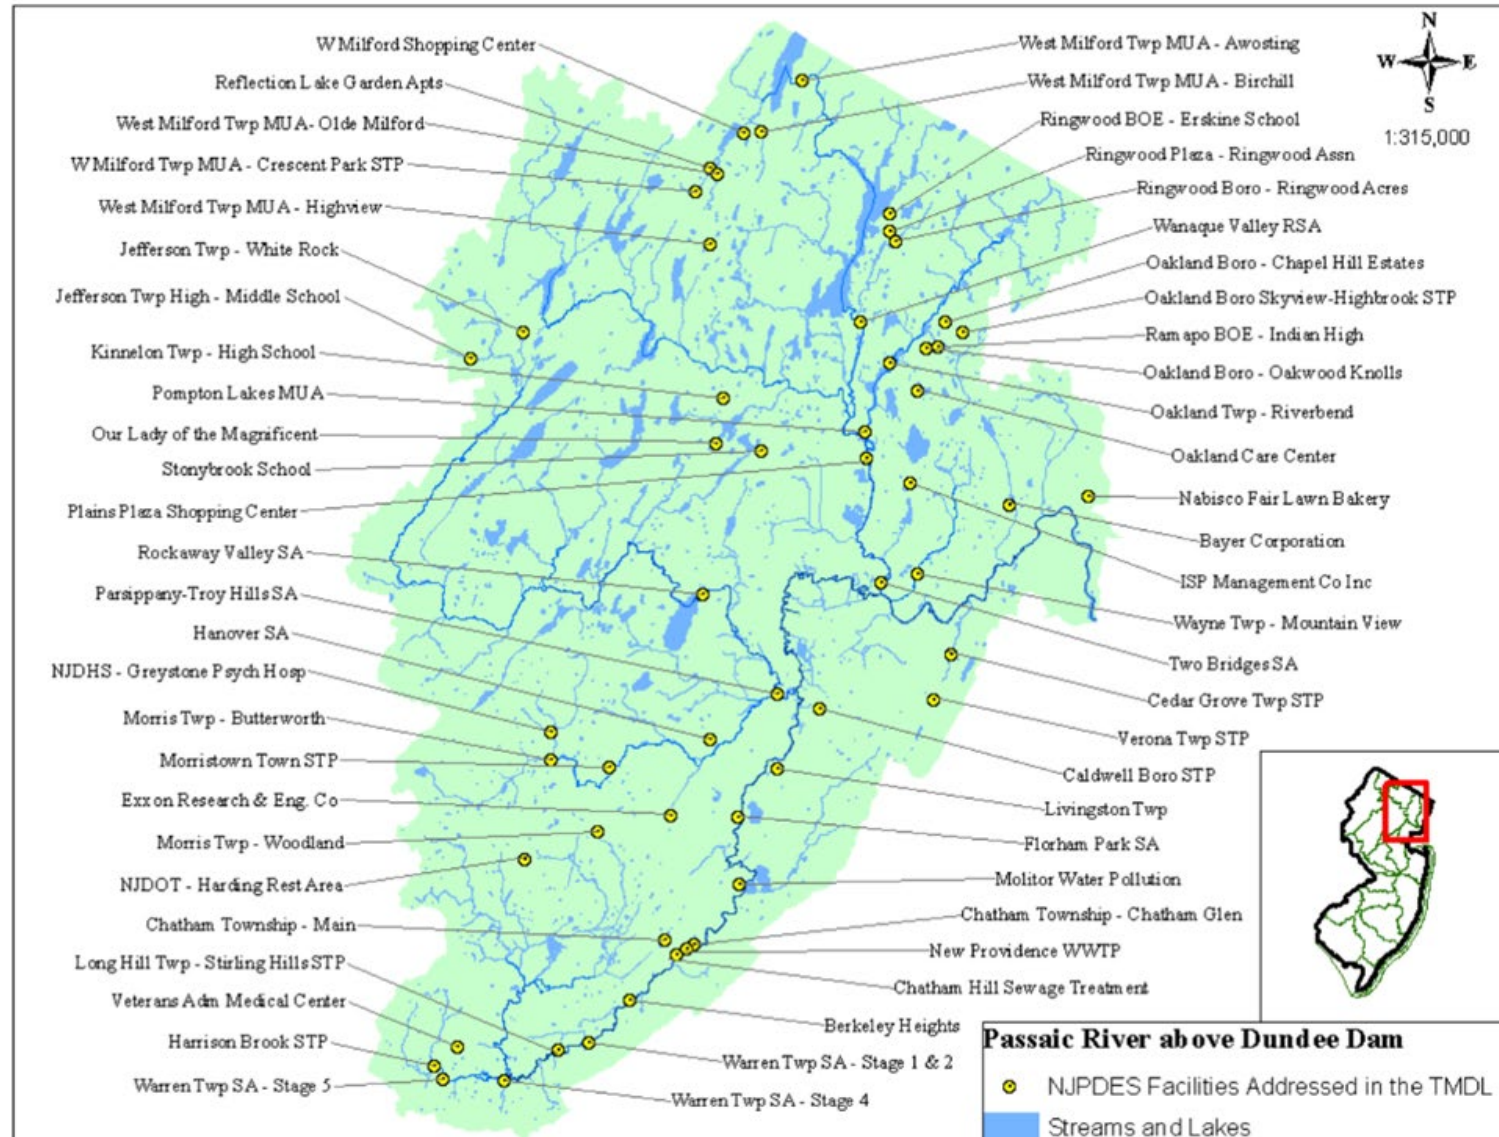 W Milford Shopping Center
Reflection Lake Garden Apts
West Milford Twp MUA- Olde Milford
W Milford Twp MUA - Crescent Park STP
West Milford Twp MUA - Highview
Jefferson Twp - White Rock
Jefferson Twp High - Middle School
Kinnelon Twp - High School
Pompton Lakes MUA
Our Lady of the Magnificent
Stonybrook School
Plains Plaza Shopping Center
Rockaway Valley SA
Parsippany-Troy Hills SA
Hanover SA
NJDHS - Greystone Psych Hosp
Morris Twp - Butterworth
Morristown Town STP
Exxon Research & Eng. Co
Morris Twp - Woodland
NJDOT - Harding Rest Area
Chatham Township - Main
Long Hill Twp - Stirling Hills STP
Veterans Adm Medical Center
Harrison Brook STP
Warren Twp SA - Stage 5
West Milford Twp MUA - Awosting
West Milford Twp MUA - Birchill
Ringwood BOE - Erskine School
Ringwood Plaza - Ringwood Assn
Ringwood Boro - Ringwood Acres
Wanaque Valley RSA
Oakland Boro - Chapel Hill Estates
Oakland Boro Skyview-Highbrook STP
Ramapo BOE - Indian High
Oakland Boro - Oakwood Knolls
Oakland Twp - Riverbend
Oakland Care Center
Nabisco Fair Lawn Bakery
Bayer Corporation
ISP Management Co Inc
Wayne Twp - Mountain View
Two Bridges SA
Cedar Grove Twp STP
Verona Twp STP
Caldwell Boro STP
Livingston Twp
Florham Park SA
Molitor Water Pollution
Chatham Township - Chatham Glen
New Providence WWTP
Chatham Hill Sewage Treatment
Berkeley Heights
Warren Twp SA - Stage 1 & 2
Warren Twp SA - Stage 4
N
W E
S
1:315,000
Passaic River above Dundee Dam
NJPDES Facilities Addressed in the TMDL
Streams and Lakes